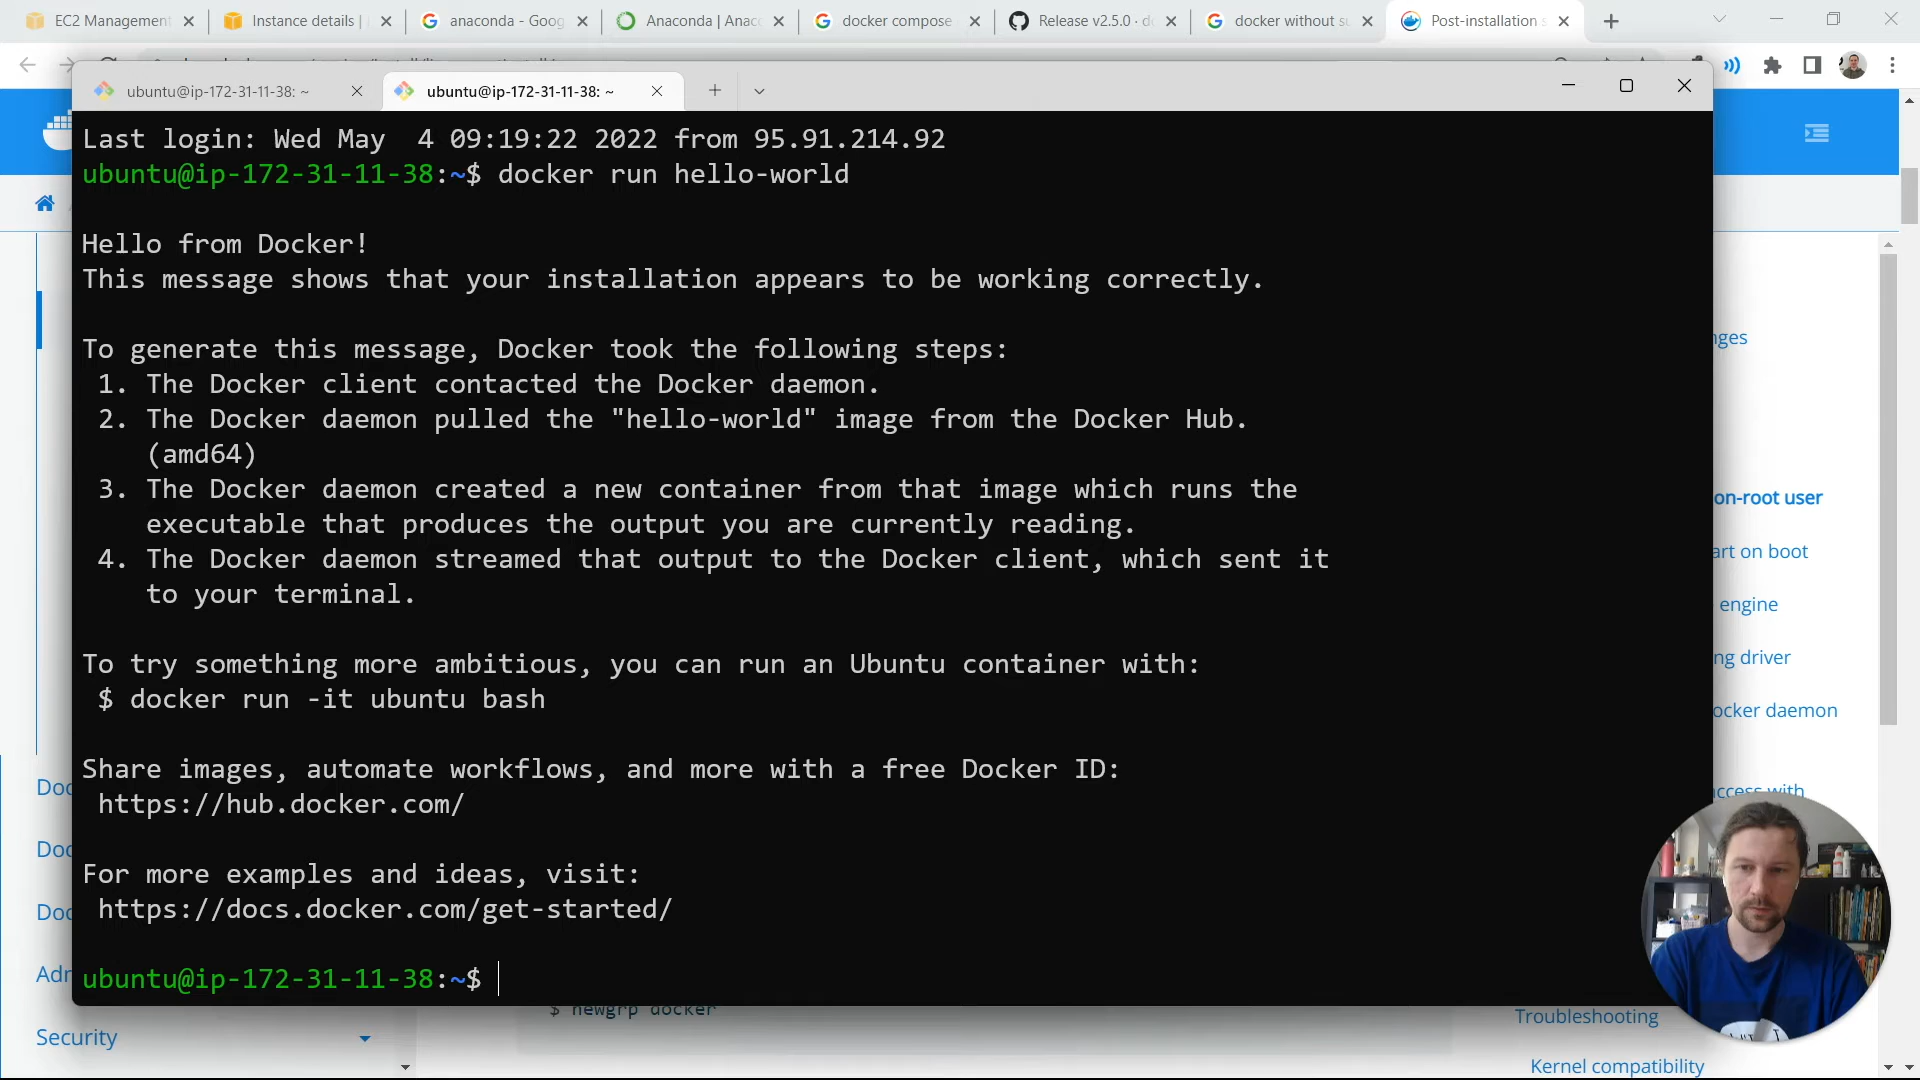 EC2 Management
Instance details |
anaconda - Goog
Anaconda | Anac
docker compose
Release v2.5.0 · d
docker without s
Post-installation s
ubuntu@ip-172-31-11-38: ~
ubuntu@ip-172-31-11-38: ~
Last login: Wed May  4 09:19:22 2022 from 95.91.214.92
ubuntu@ip-172-31-11-38:~$ docker run hello-world
Hello from Docker!
This message shows that your installation appears to be working correctly.
To generate this message, Docker took the following steps:
1. The Docker client contacted the Docker daemon.
2. The Docker daemon pulled the "hello-world" image from the Docker Hub.
(amd64)
3. The Docker daemon created a new container from that image which runs the
executable that produces the output you are currently reading.
4. The Docker daemon streamed that output to the Docker client, which sent it
to your terminal.
To try something more ambitious, you can run an Ubuntu container with:
$ docker run -it ubuntu bash
Share images, automate workflows, and more with a free Docker ID:
https://hub.docker.com/
For more examples and ideas, visit:
https://docs.docker.com/get-started/
ubuntu@ip-172-31-11-38:~$
nges
on-root user
art on boot
engine
ng driver
ocker daemon
access with
Doc
Doc
Doc
Adr
Security
$ newgrp docker
Troubleshooting
Kernel compatibility